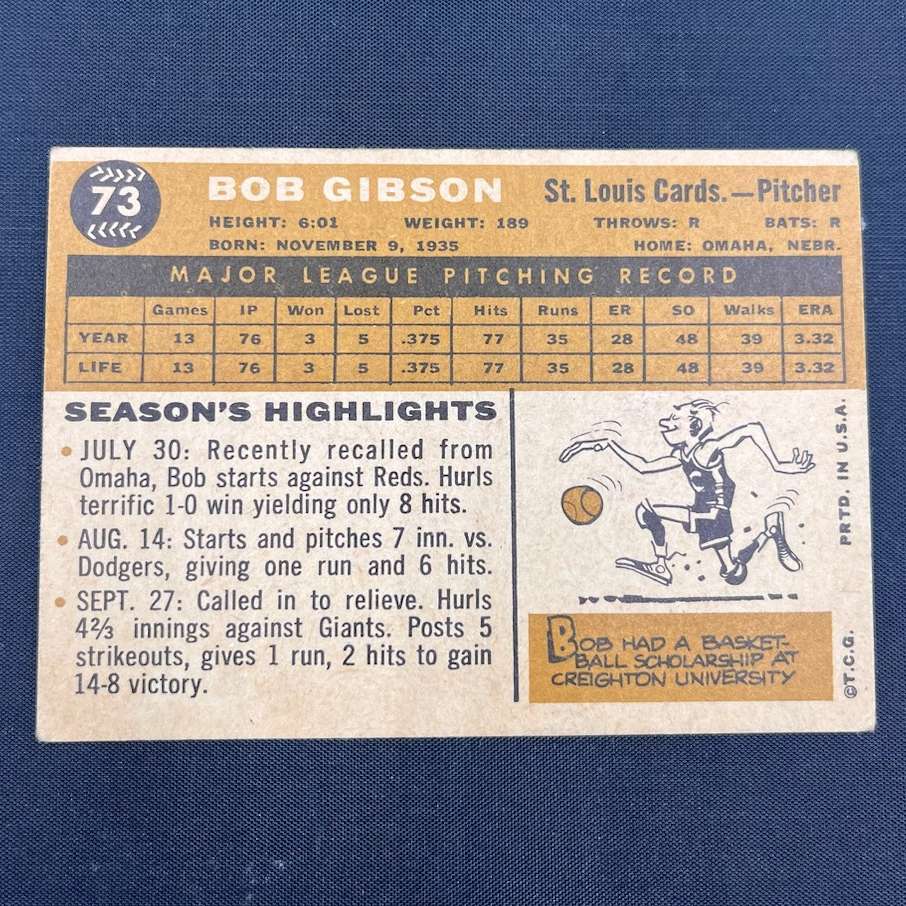 73
BOB GIBSON St. Louis Cards.—Pitcher
HEIGHT: 6:01 WEIGHT: 189 THROWS: R BATS: R
BORN: NOVEMBER 9, 1935 HOME: OMAHA, NEBR.
MAJOR LEAGUE PITCHING RECORD
Games IP Won Lost Pct Hits Runs ER SO Walks ERA
YEAR 13 76 3 5 .375 77 35 28 48 39 3.32
LIFE 13 76 3 5 .375 77 35 28 48 39 3.32
SEASON'S HIGHLIGHTS
• JULY 30: Recently recalled from
Omaha, Bob starts against Reds. Hurls
terrific 1-0 win yielding only 8 hits.
• AUG. 14: Starts and pitches 7 inn. vs.
Dodgers, giving one run and 6 hits.
• SEPT. 27: Called in to relieve. Hurls
4⅔ innings against Giants. Posts 5
strikeouts, gives 1 run, 2 hits to gain
14-8 victory.
C
BOB HAD A BASKET-
BALL SCHOLARSHIP AT
CREIGHTON UNIVERSITY
©T.C.G. PRTD. IN U.S.A.